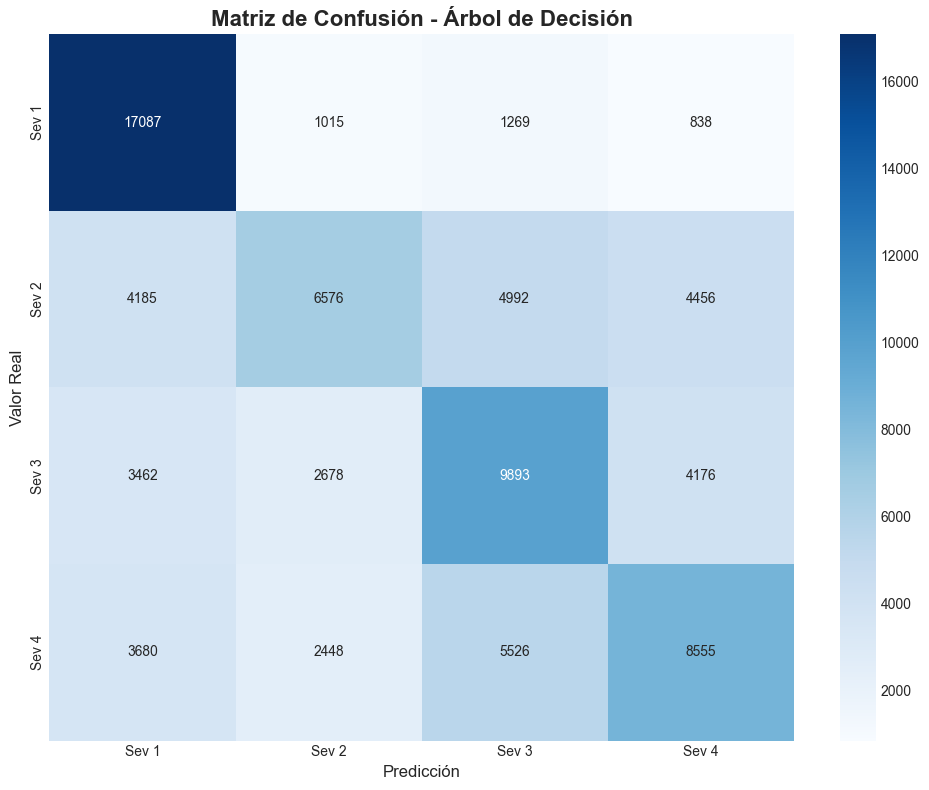 Matriz de Confusión - Árbol de Decisión
Sev 1
17087 1015 1269 838
Sev 2
4185 6576 4992 4456
Sev 3
3462 2678 9893 4176
Sev 4
3680 2448 5526 8555
Valor Real
Sev 1 Sev 2 Sev 3 Sev 4
Predicción
16000
14000
12000
10000
8000
6000
4000
2000